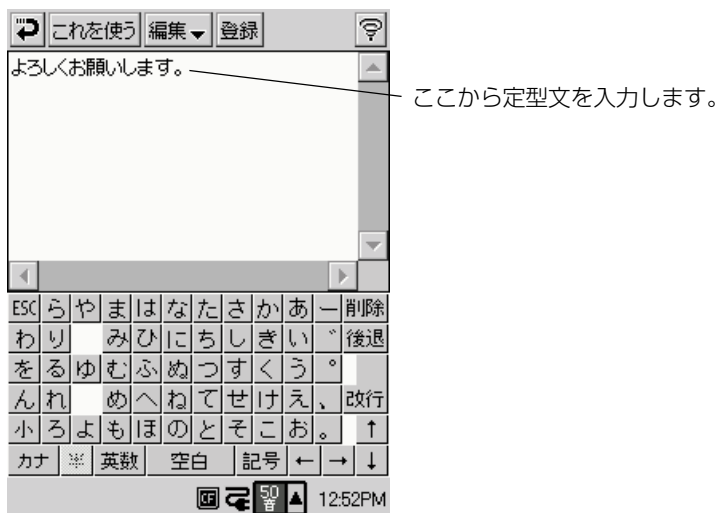 これを使う 編集 登録
よろしくお願いします。
ここから定型文を入力します。
ESC らやまはなたさかあー 削除
わり みひにちしきい゛ 後退
をるゆむふぬつすくう゜
んれ めへねてせけえ、 改行
小ろよもほのとそこお。 ↑
カナ ※ 英数 空白 記号 ← → ↓
CF 50音 ▲ 12:52PM